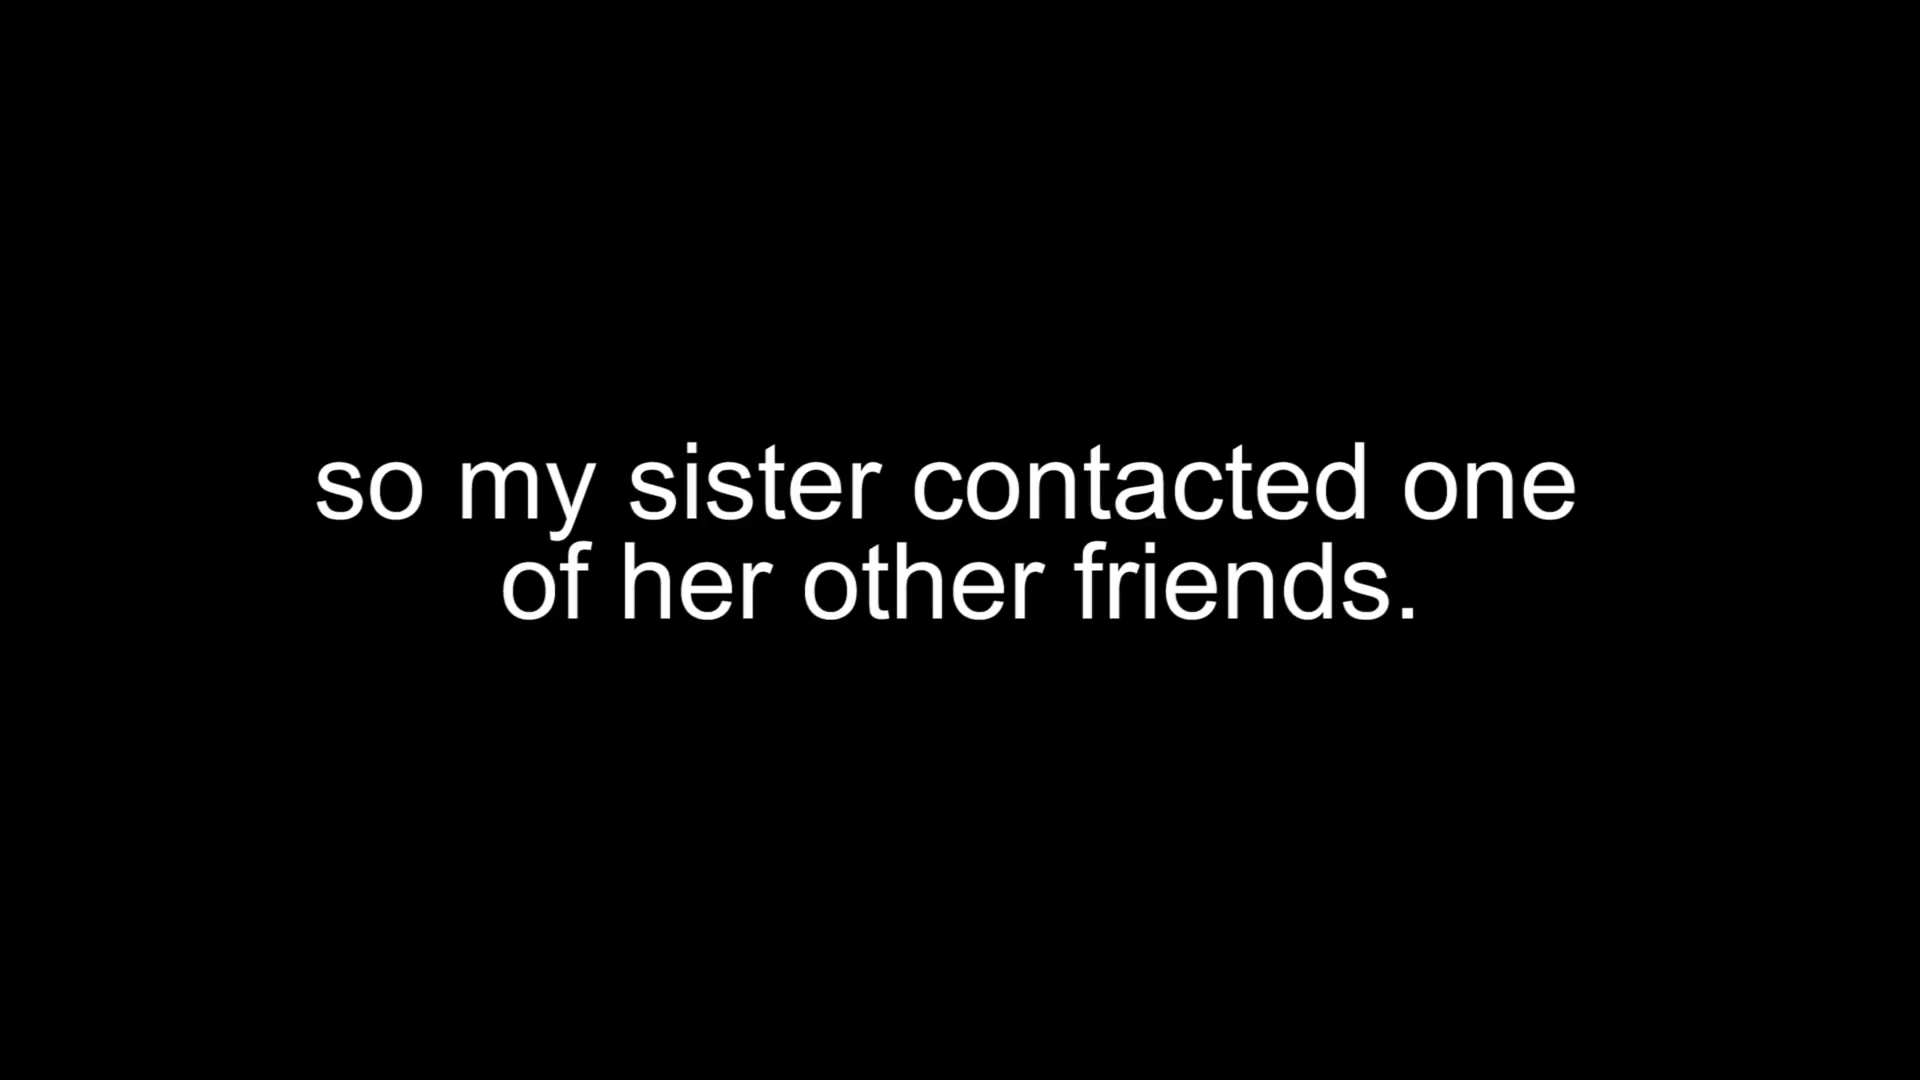 so my sister contacted one
of her other friends.